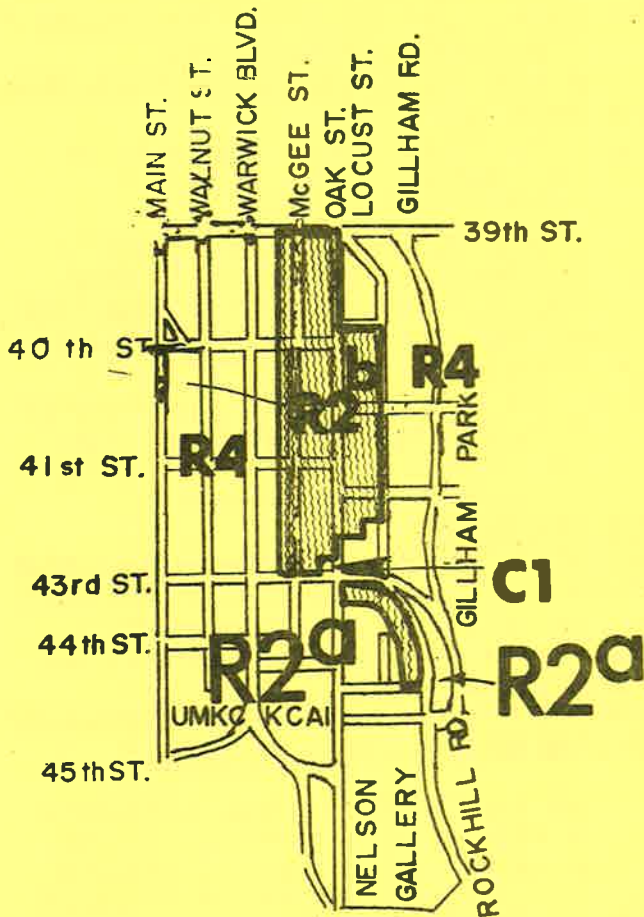 MAIN ST.
WALNUT ST.
WARWICK BLVD.
McGEE ST.
OAK ST.
LOCUST ST.
GILLHAM RD.
39th ST.
40 th ST
b
R4
R2
R4
41st ST.
GILLHAM PARK
C1
43rd ST.
44th ST.
R2a
R2a
UMKC
KCAI
45th ST.
NELSON
GALLERY
ROCKHILL RD.